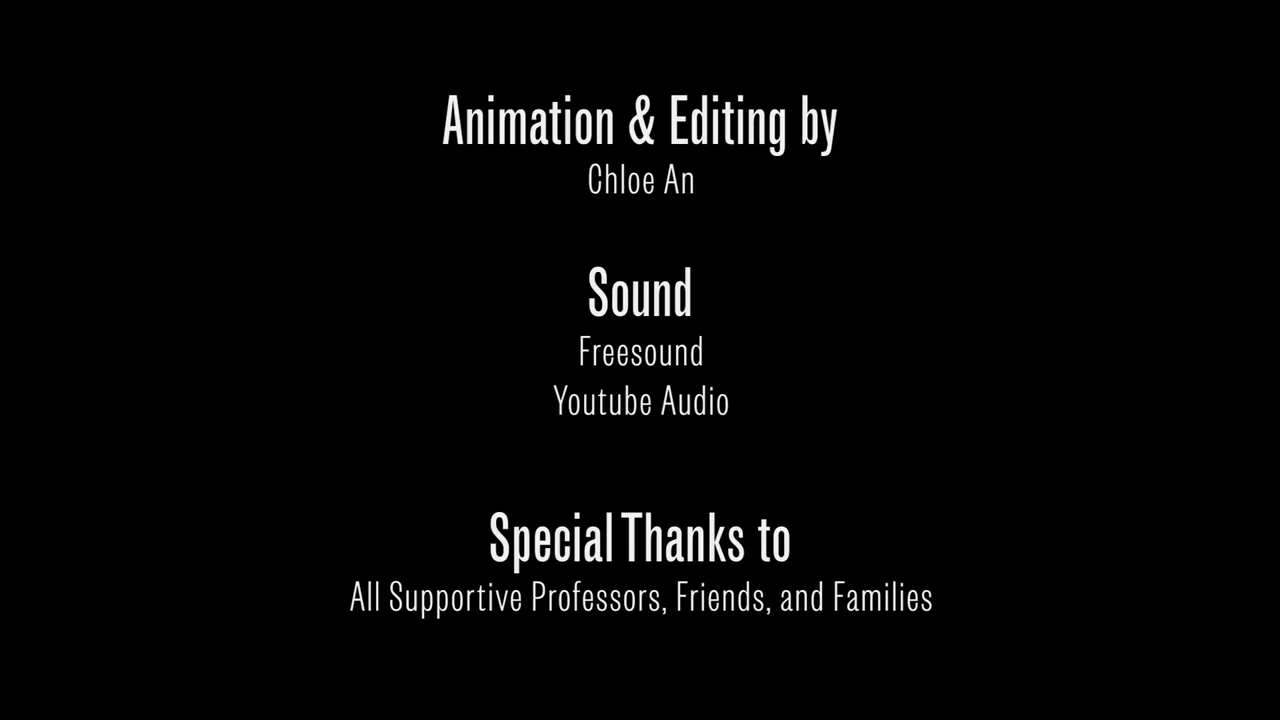 Animation & Editing by
Chloe An
Sound
Freesound
Youtube Audio
Special Thanks to
All Supportive Professors, Friends, and Families